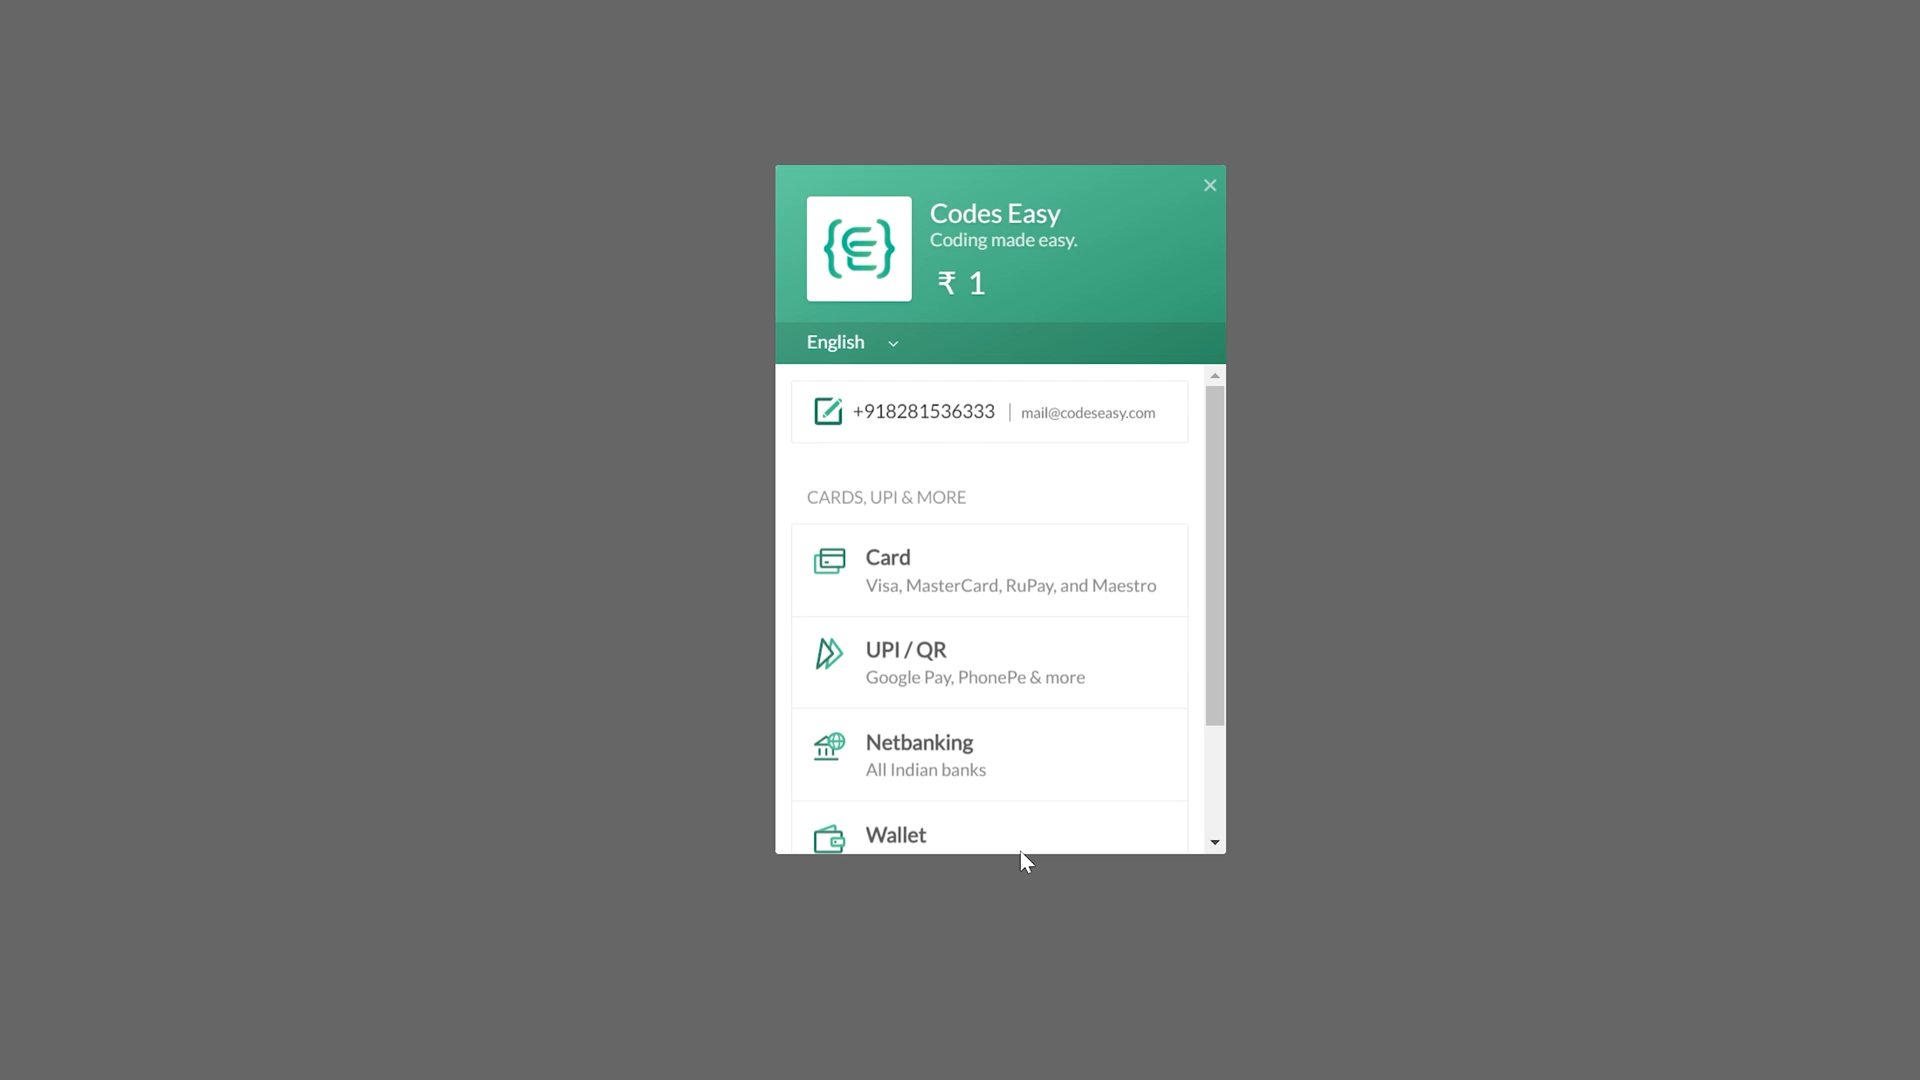 Codes Easy
Coding made easy.
₹ 1
English
+918281536333 | mail@codeseasy.com
CARDS, UPI & MORE
Card
Visa, MasterCard, RuPay, and Maestro
UPI / QR
Google Pay, PhonePe & more
Netbanking
All Indian banks
Wallet